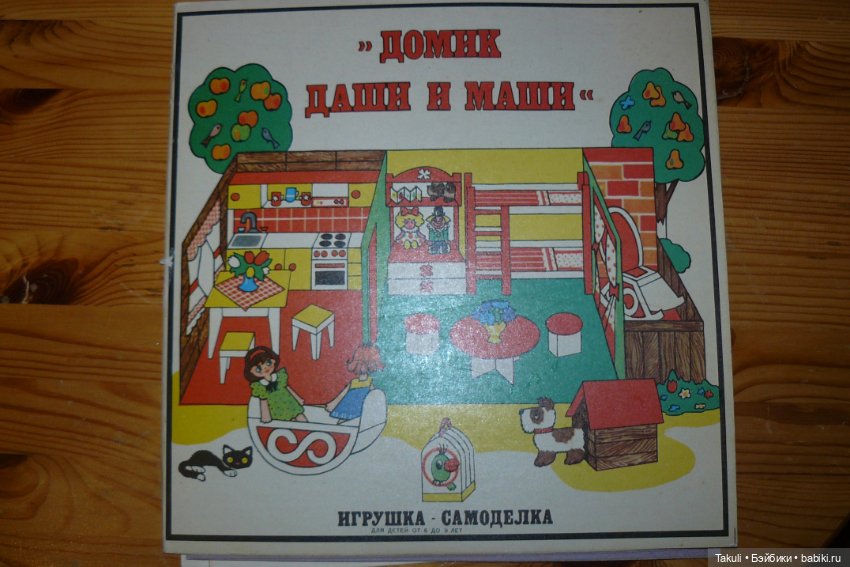 „ДОМИК
ДАШИ И МАШИ“
ИГРУШКА - САМОДЕЛКА
ДЛЯ ДЕТЕЙ ОТ 6 ДО 9 ЛЕТ
Takuli • Бэйбики • babiki.ru